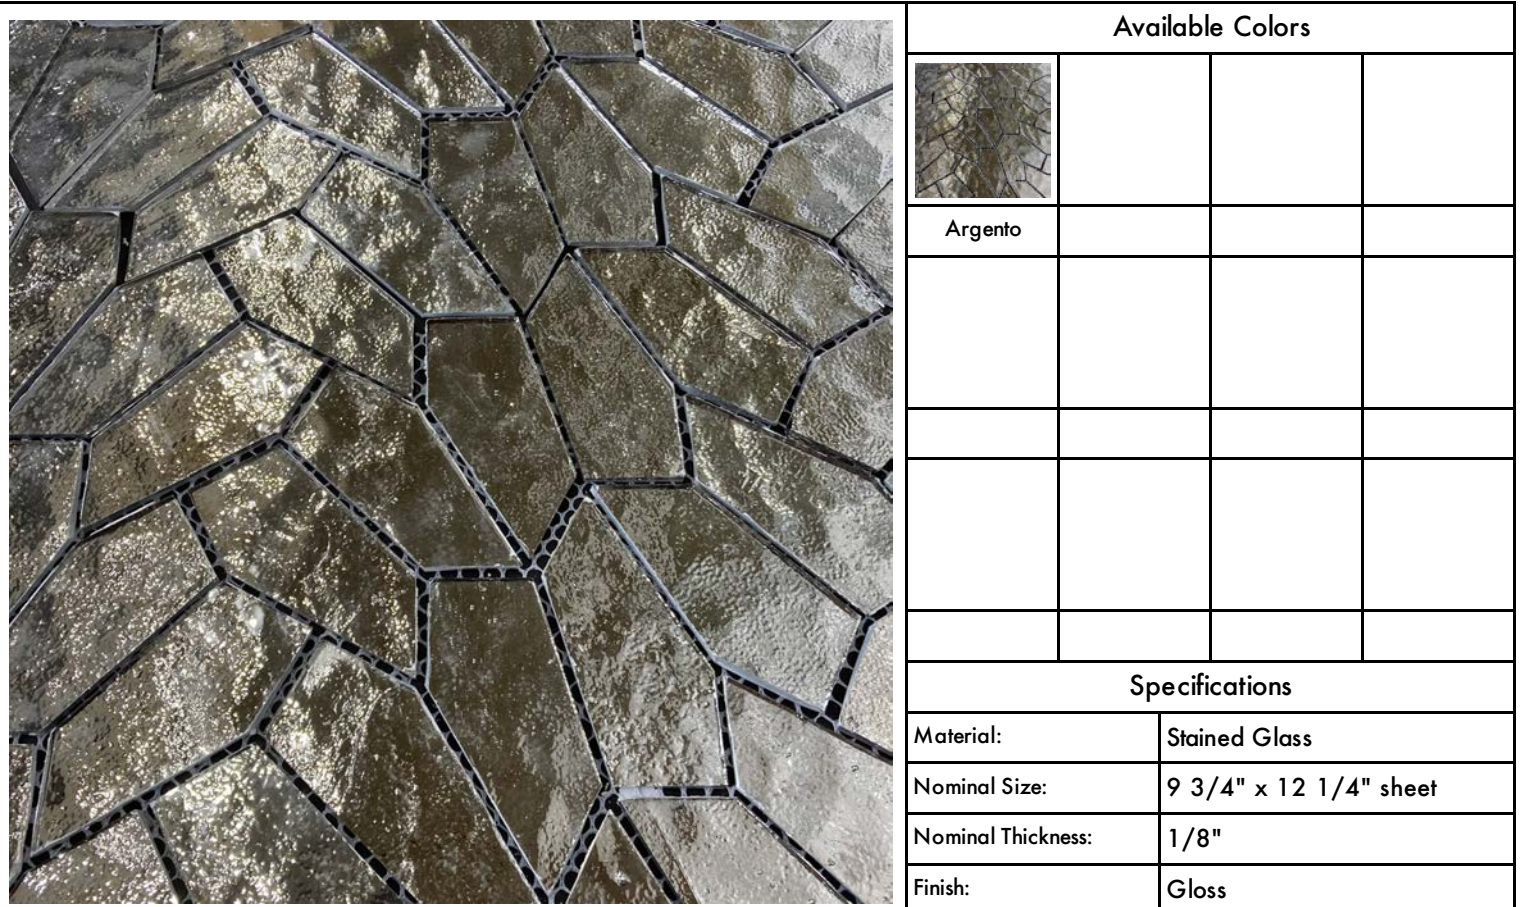 Available Colors
Argento
Specifications
Material: Stained Glass
Nominal Size: 9 3/4" x 12 1/4" sheet
Nominal Thickness: 1/8"
Finish: Gloss